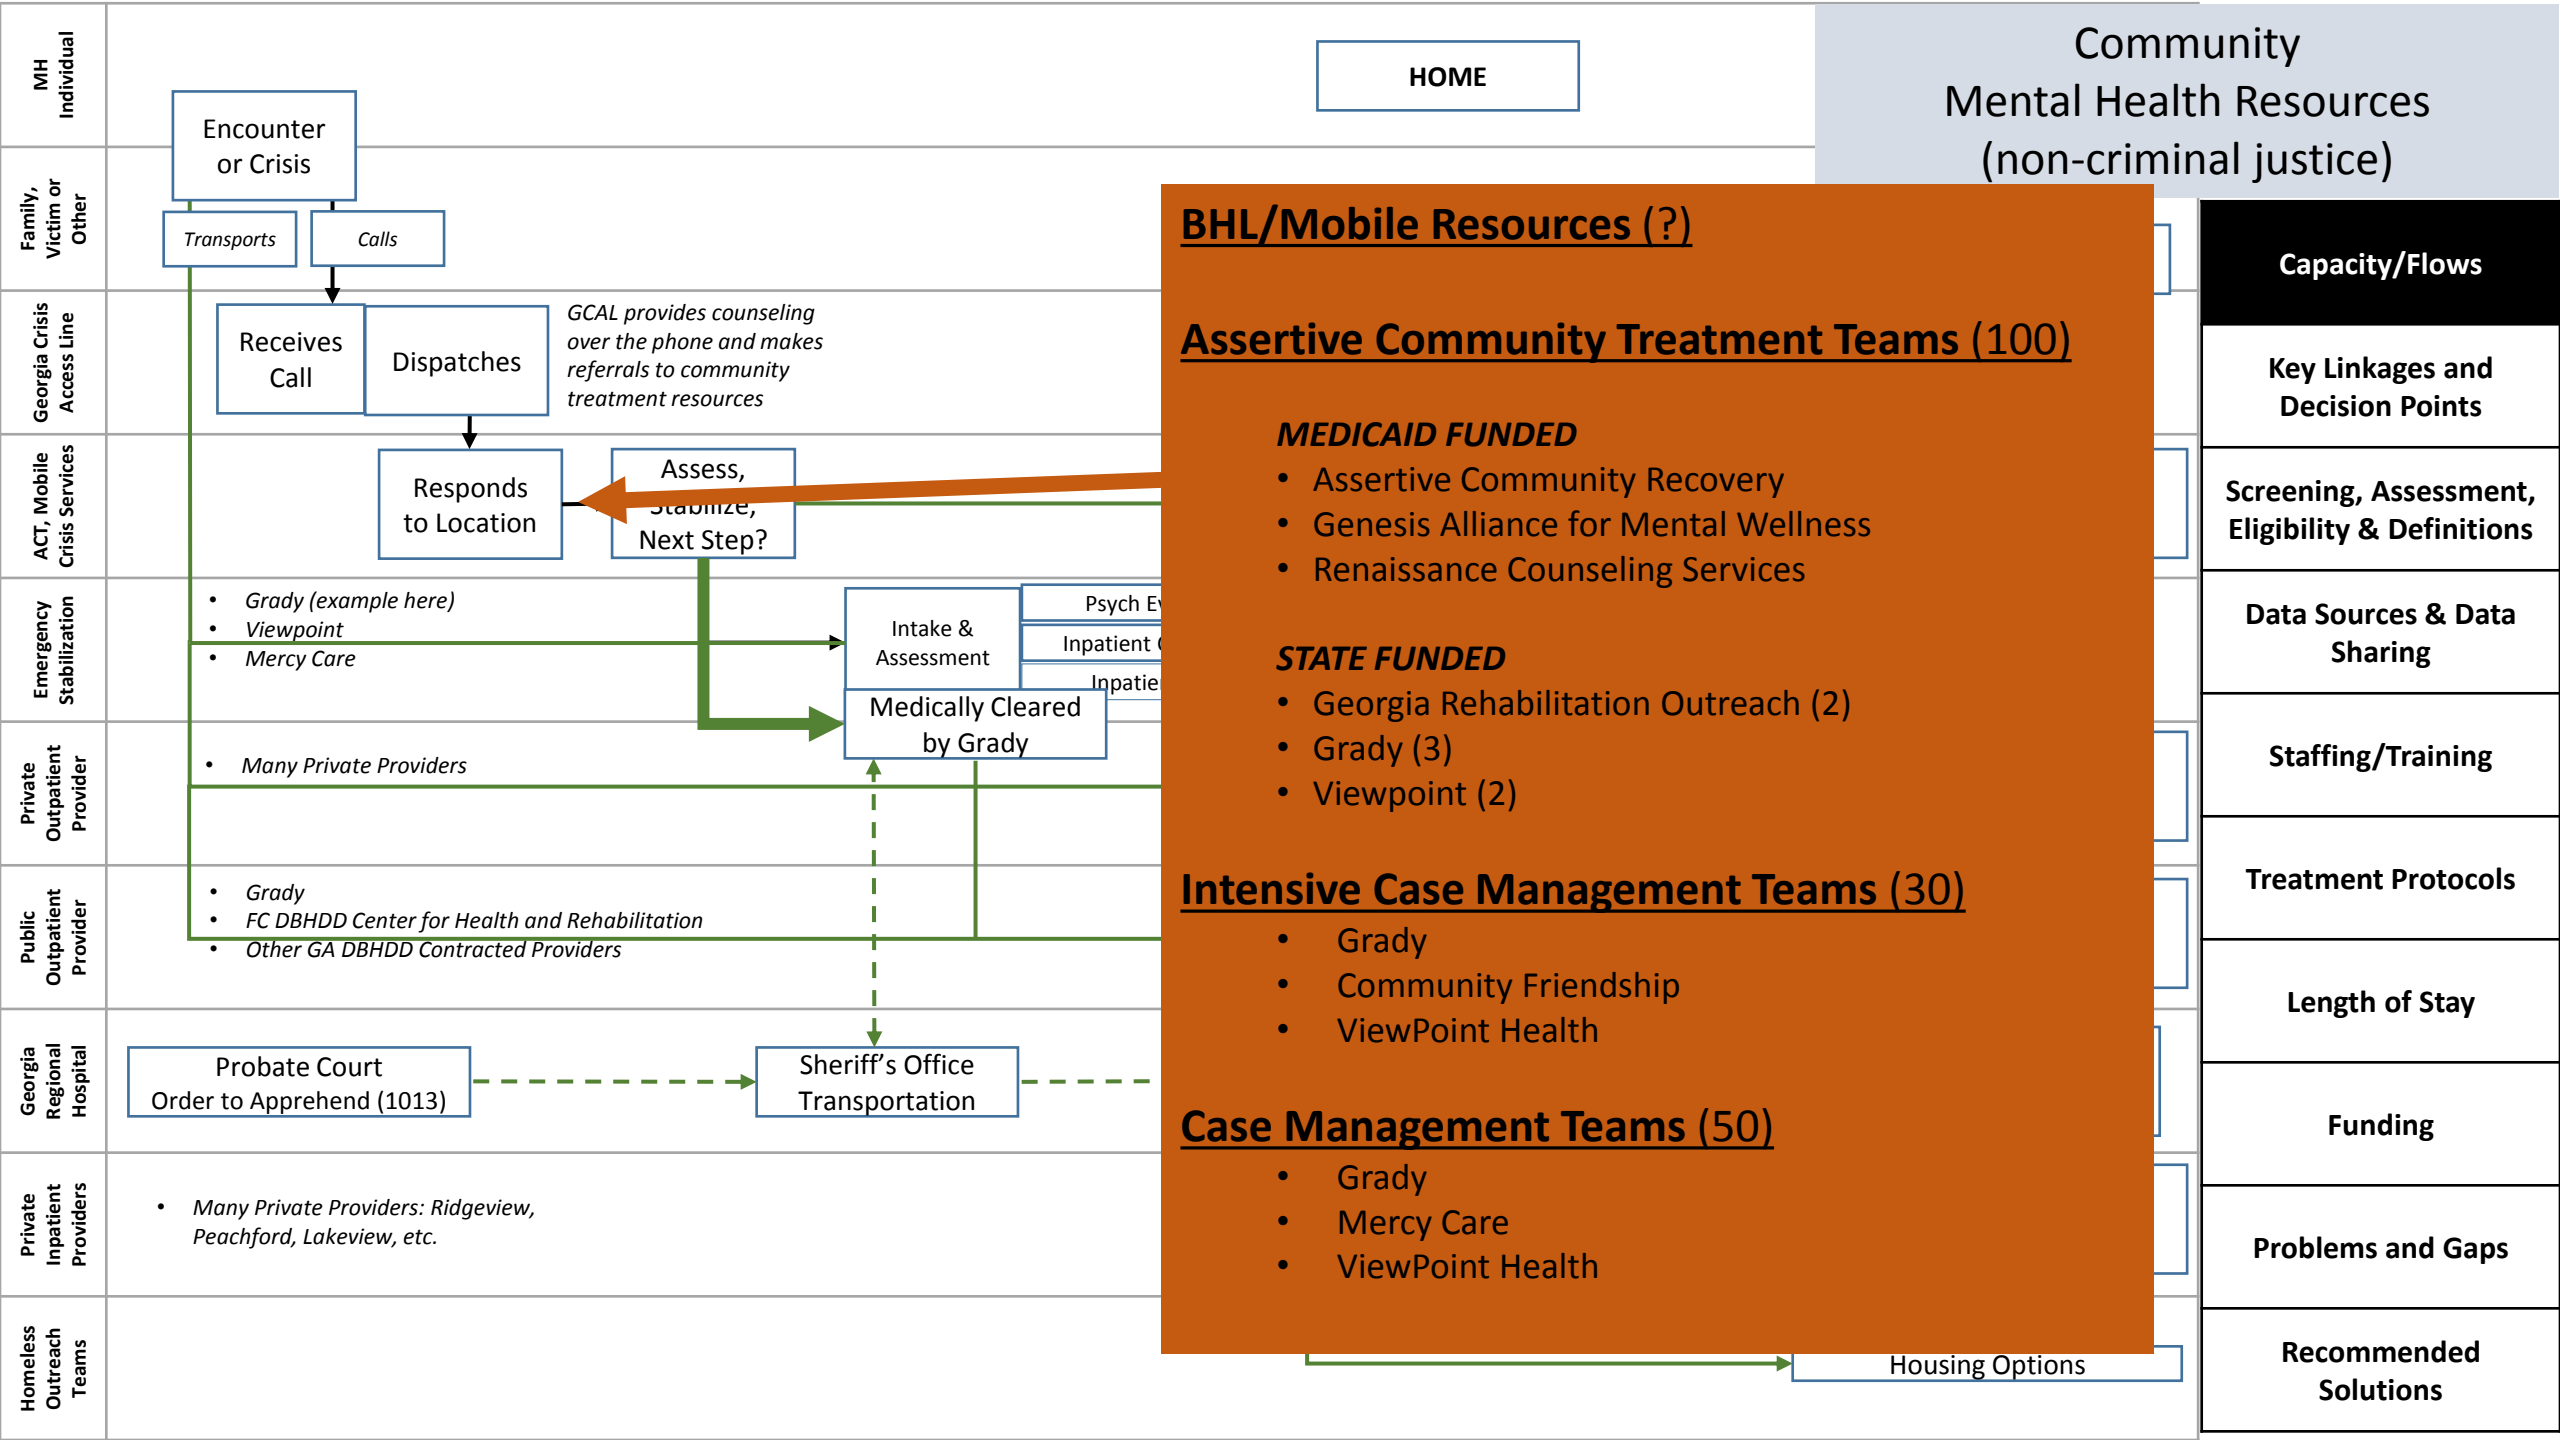 Community
Mental Health Resources
(non-criminal justice)
MH
Individual
HOME
Encounter
or Crisis
Family,
Victim or
Other
Transports
Calls
Georgia Crisis
Access Line
Receives
Call
Dispatches
GCAL provides counseling
over the phone and makes
referrals to community
treatment resources
ACT, Mobile
Crisis Services
Responds
to Location
Assess,
Stabilize,
Next Step?
Emergency
Stabilization
• Grady (example here)
• Viewpoint
• Mercy Care
Intake &
Assessment
Psych
Inpatient
Medically Cleared
by Grady
Private
Outpatient
Provider
• Many Private Providers
Public
Outpatient
Provider
• Grady
• FC DBHDD Center for Health and Rehabilitation
• Other GA DBHDD Contracted Providers
Georgia
Regional
Hospital
Probate Court
Order to Apprehend (1013)
Sheriff’s Office
Transportation
Private
Inpatient
Providers
• Many Private Providers: Ridgeview,
Peachford, Lakeview, etc.
Homeless
Outreach
Teams
Housing Options
BHL/Mobile Resources (?)
Assertive Community Treatment Teams (100)
MEDICAID FUNDED
• Assertive Community Recovery
• Genesis Alliance for Mental Wellness
• Renaissance Counseling Services
STATE FUNDED
• Georgia Rehabilitation Outreach (2)
• Grady (3)
• Viewpoint (2)
Intensive Case Management Teams (30)
• Grady
• Community Friendship
• ViewPoint Health
Case Management Teams (50)
• Grady
• Mercy Care
• ViewPoint Health
Capacity/Flows
Key Linkages and
Decision Points
Screening, Assessment,
Eligibility & Definitions
Data Sources & Data
Sharing
Staffing/Training
Treatment Protocols
Length of Stay
Funding
Problems and Gaps
Recommended
Solutions